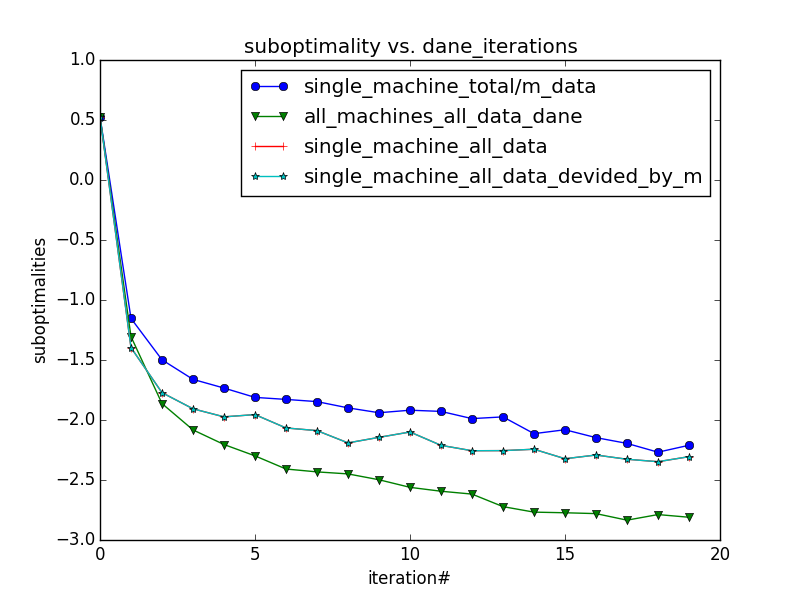 suboptimality vs. dane_iterations
single_machine_total/m_data
all_machines_all_data_dane
single_machine_all_data
single_machine_all_data_devided_by_m
1.0
0.5
0.0
−0.5
−1.0
−1.5
−2.0
−2.5
−3.0
suboptimalities
0 5 10 15 20
iteration#